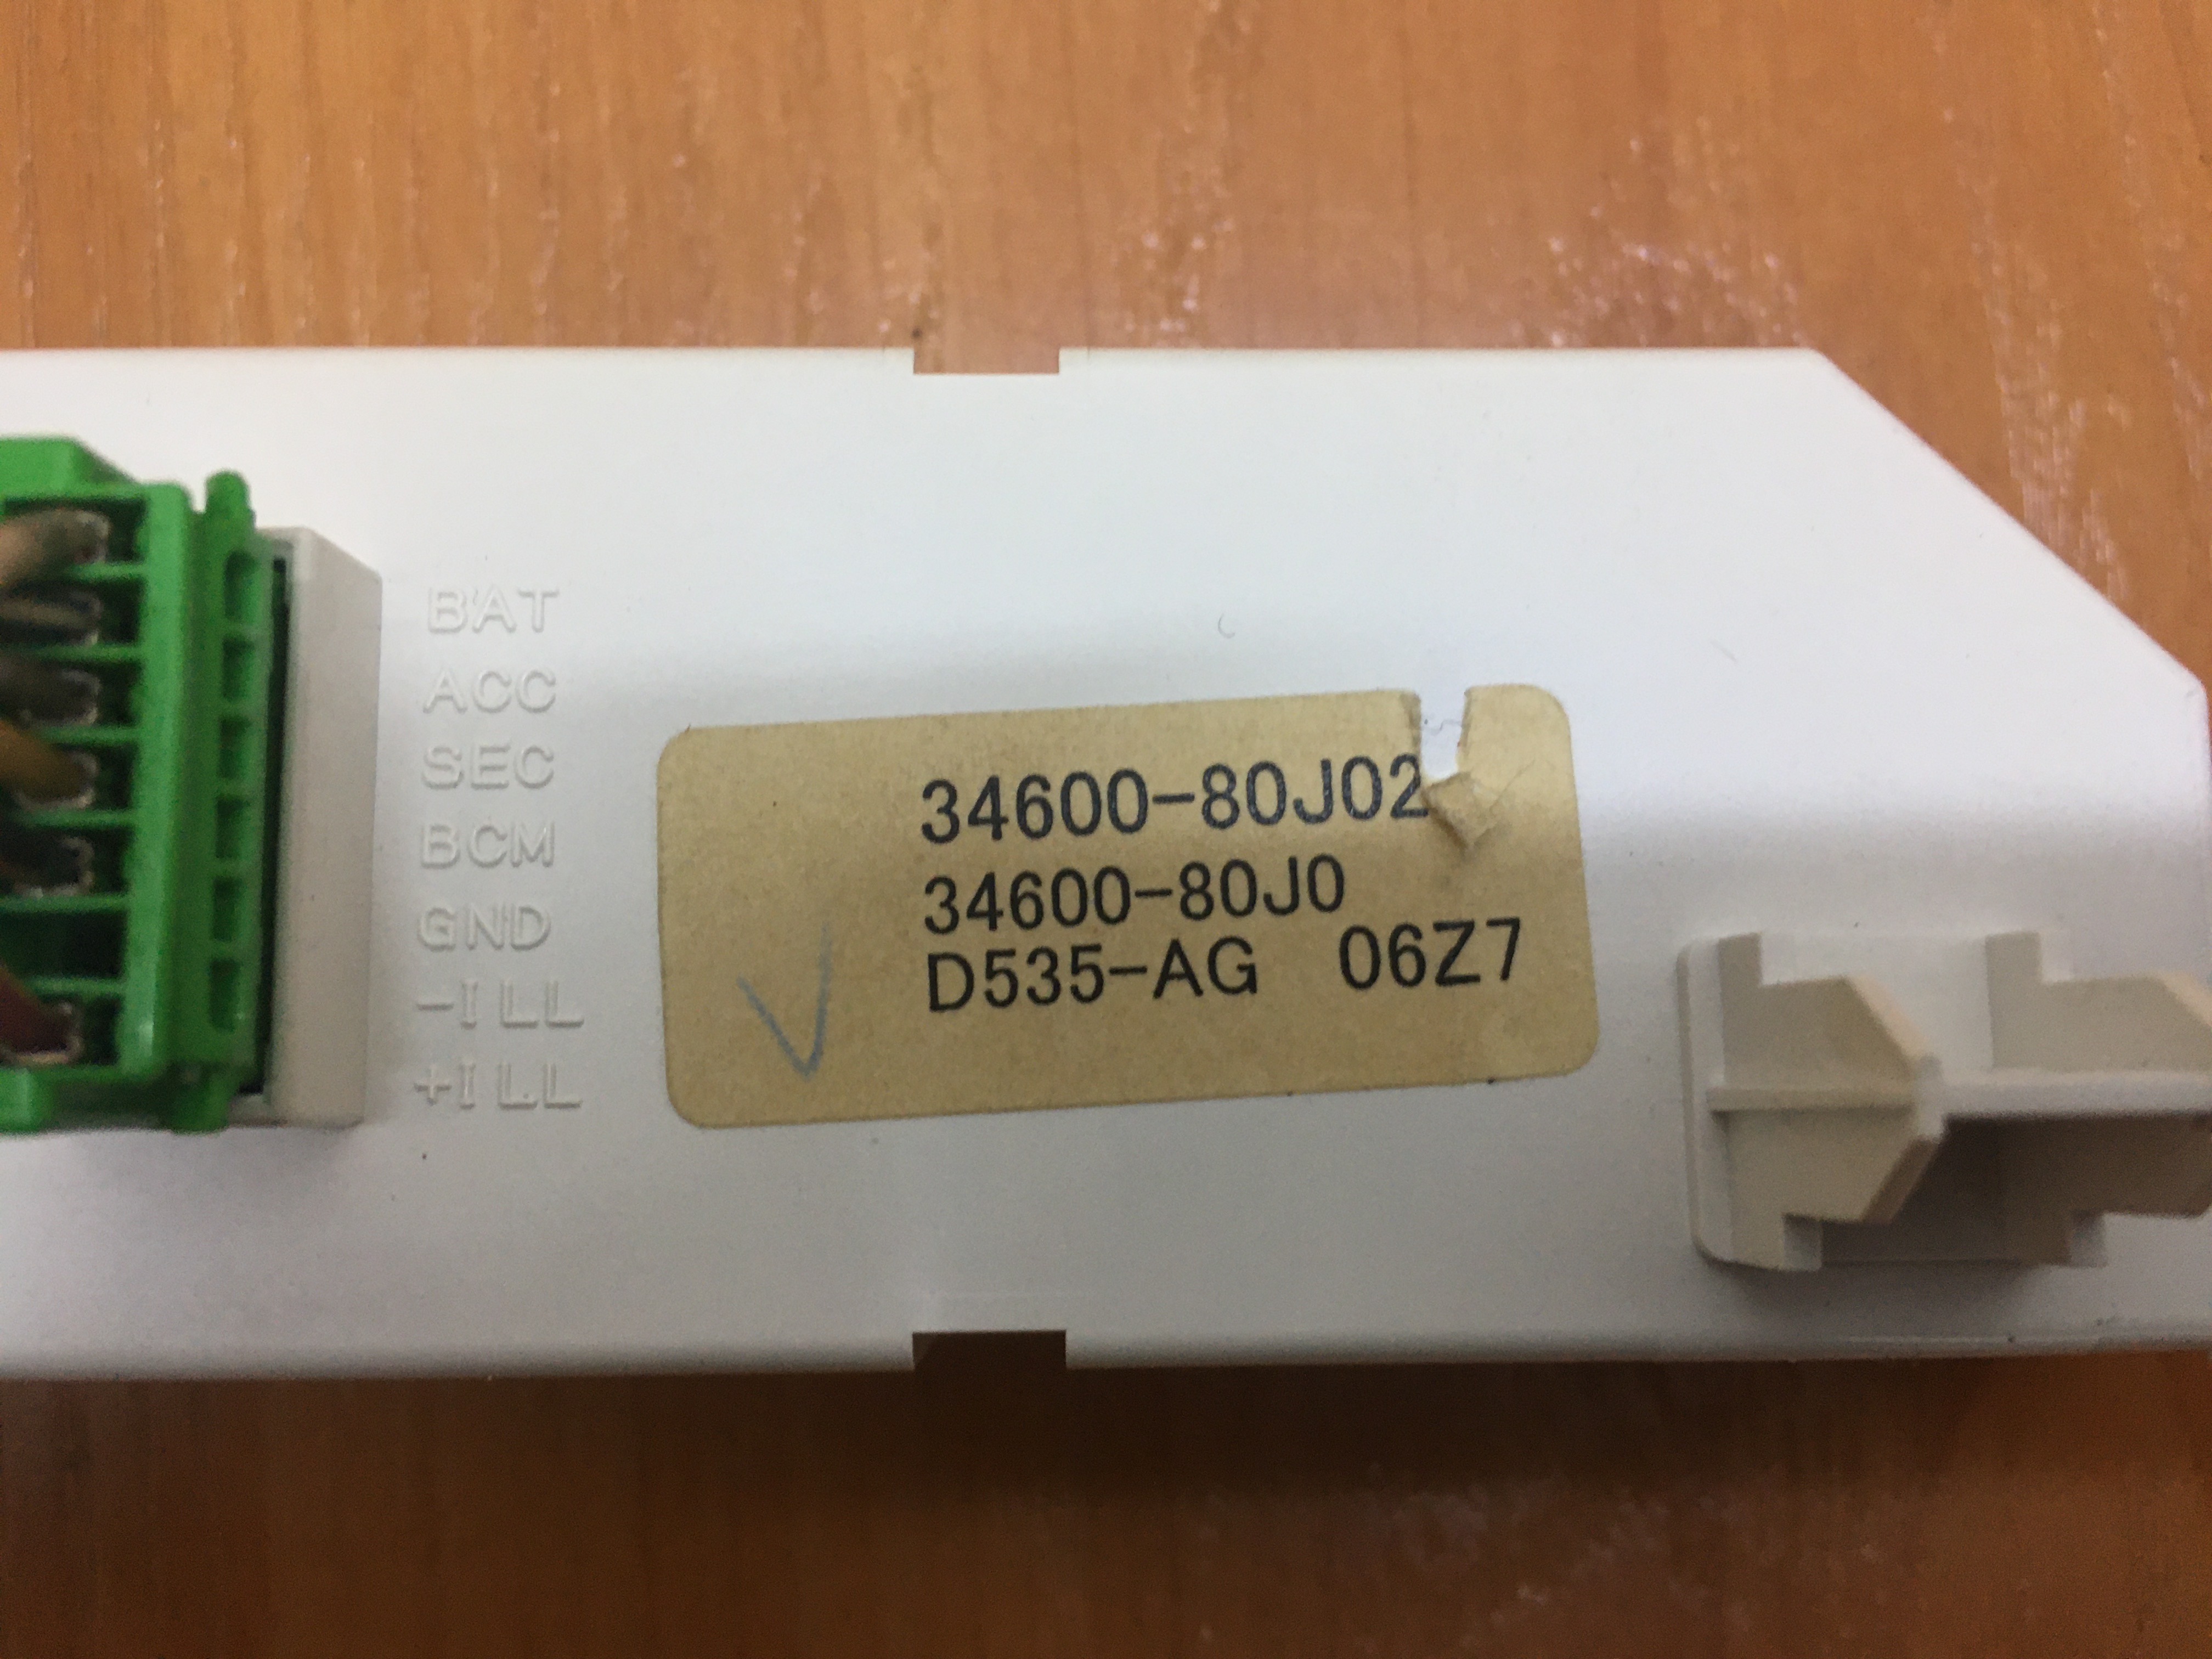 BAT
ACC
SEC
BCM
GND
-ILL
+ILL
34600-80J02
34600-80J0
D535-AG 06Z7